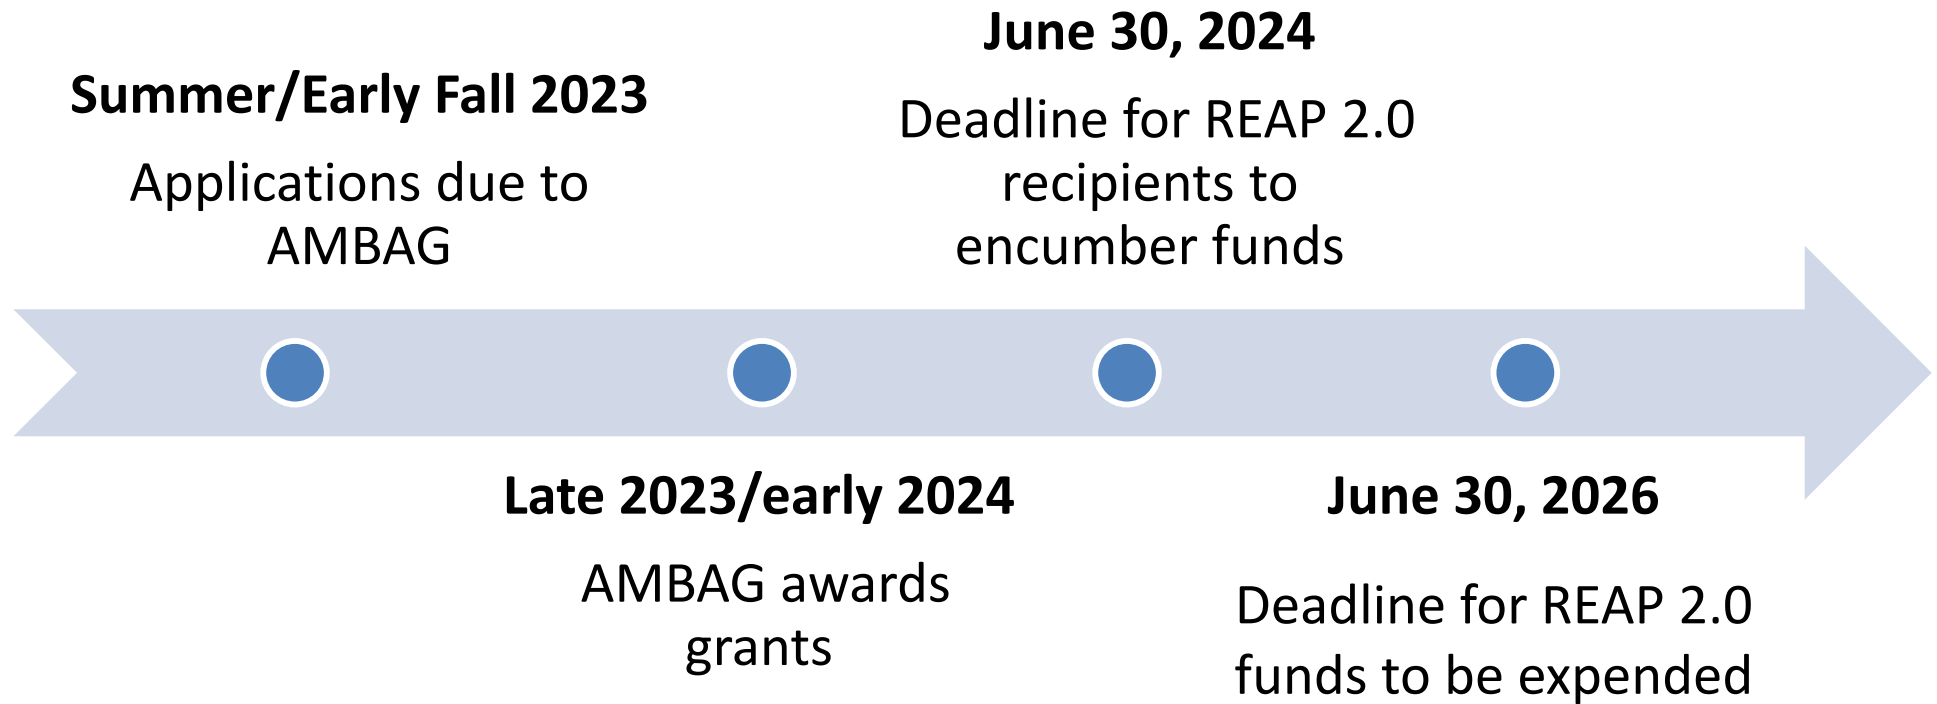 Summer/Early Fall 2023
Applications due to
AMBAG
Late 2023/early 2024
AMBAG awards
grants
June 30, 2024
Deadline for REAP 2.0
recipients to
encumber funds
June 30, 2026
Deadline for REAP 2.0
funds to be expended